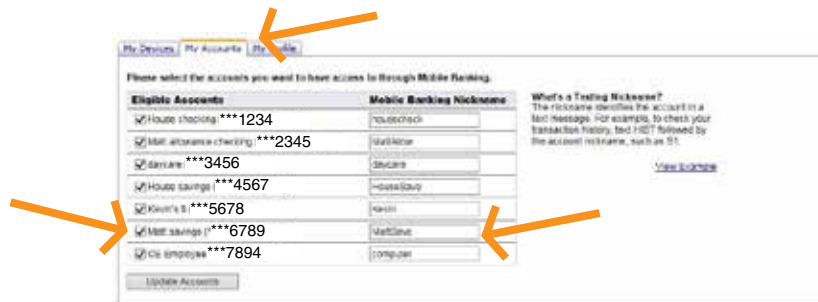 My Devices My Accounts My Profile
Please select the accounts you want to have access to through Mobile Banking.
Eligible Accounts Mobile Banking Nickname
House checking ***1234 housecheck
Matt allowance checking ***2345 MattAllow
daycare ***3456 daycare
House savings ***4567 HouseSave
Kevin's S ***5678 Kevin
Matt savings (****6789 MattSave
CE Employee ***7894 computer
Update Accounts
What's a Texting Nickname?
The nickname identifies the account in a
text message. For example, to check your
transaction history, text HIST followed by
the account nickname, such as S1.
View Example